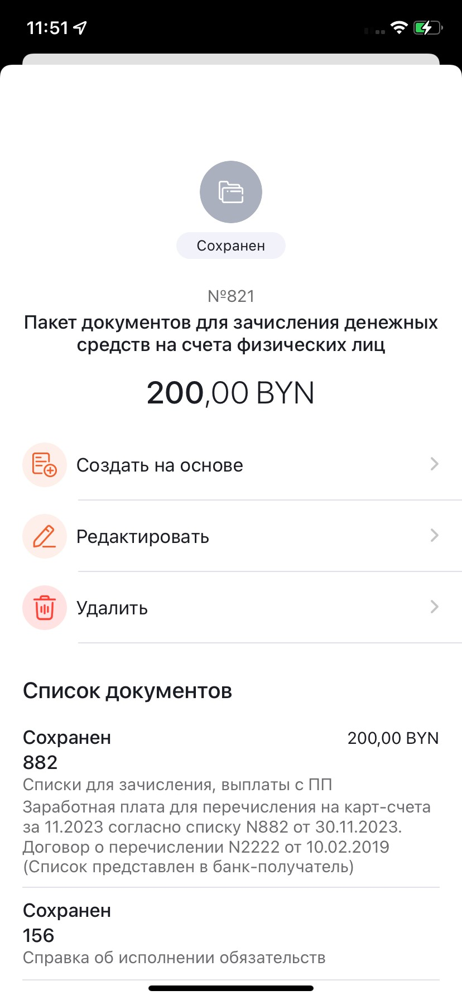 11:51
Сохранен
№821
Пакет документов для зачисления денежных
средств на счета физических лиц
200,00 BYN
Создать на основе
Редактировать
Удалить
Список документов
Сохранен 200,00 BYN
882
Списки для зачисления, выплаты с ПП
Заработная плата для перечисления на карт-счета
за 11.2023 согласно списку N882 от 30.11.2023.
Договор о перечислении N2222 от 10.02.2019
(Список представлен в банк-получатель)
Сохранен
156
Справка об исполнении обязательств